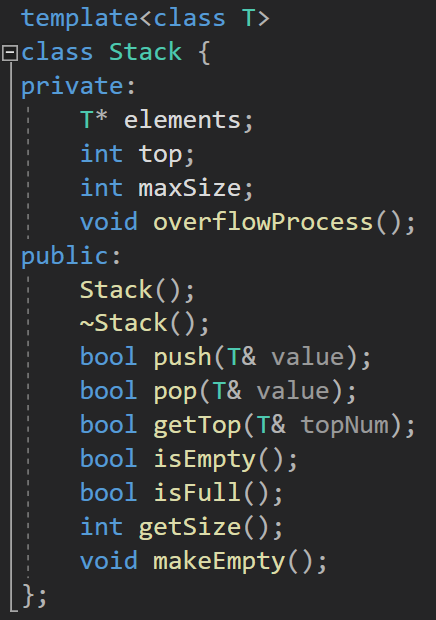 template<class T>
class Stack {
private:
    T* elements;
    int top;
    int maxSize;
    void overflowProcess();
public:
    Stack();
    ~Stack();
    bool push(T& value);
    bool pop(T& value);
    bool getTop(T& topNum);
    bool isEmpty();
    bool isFull();
    int getSize();
    void makeEmpty();
};